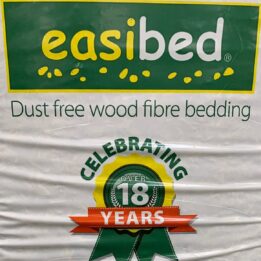 easibed®
Dust free wood fibre bedding
CELEBRATING
OVER
18
YEARS